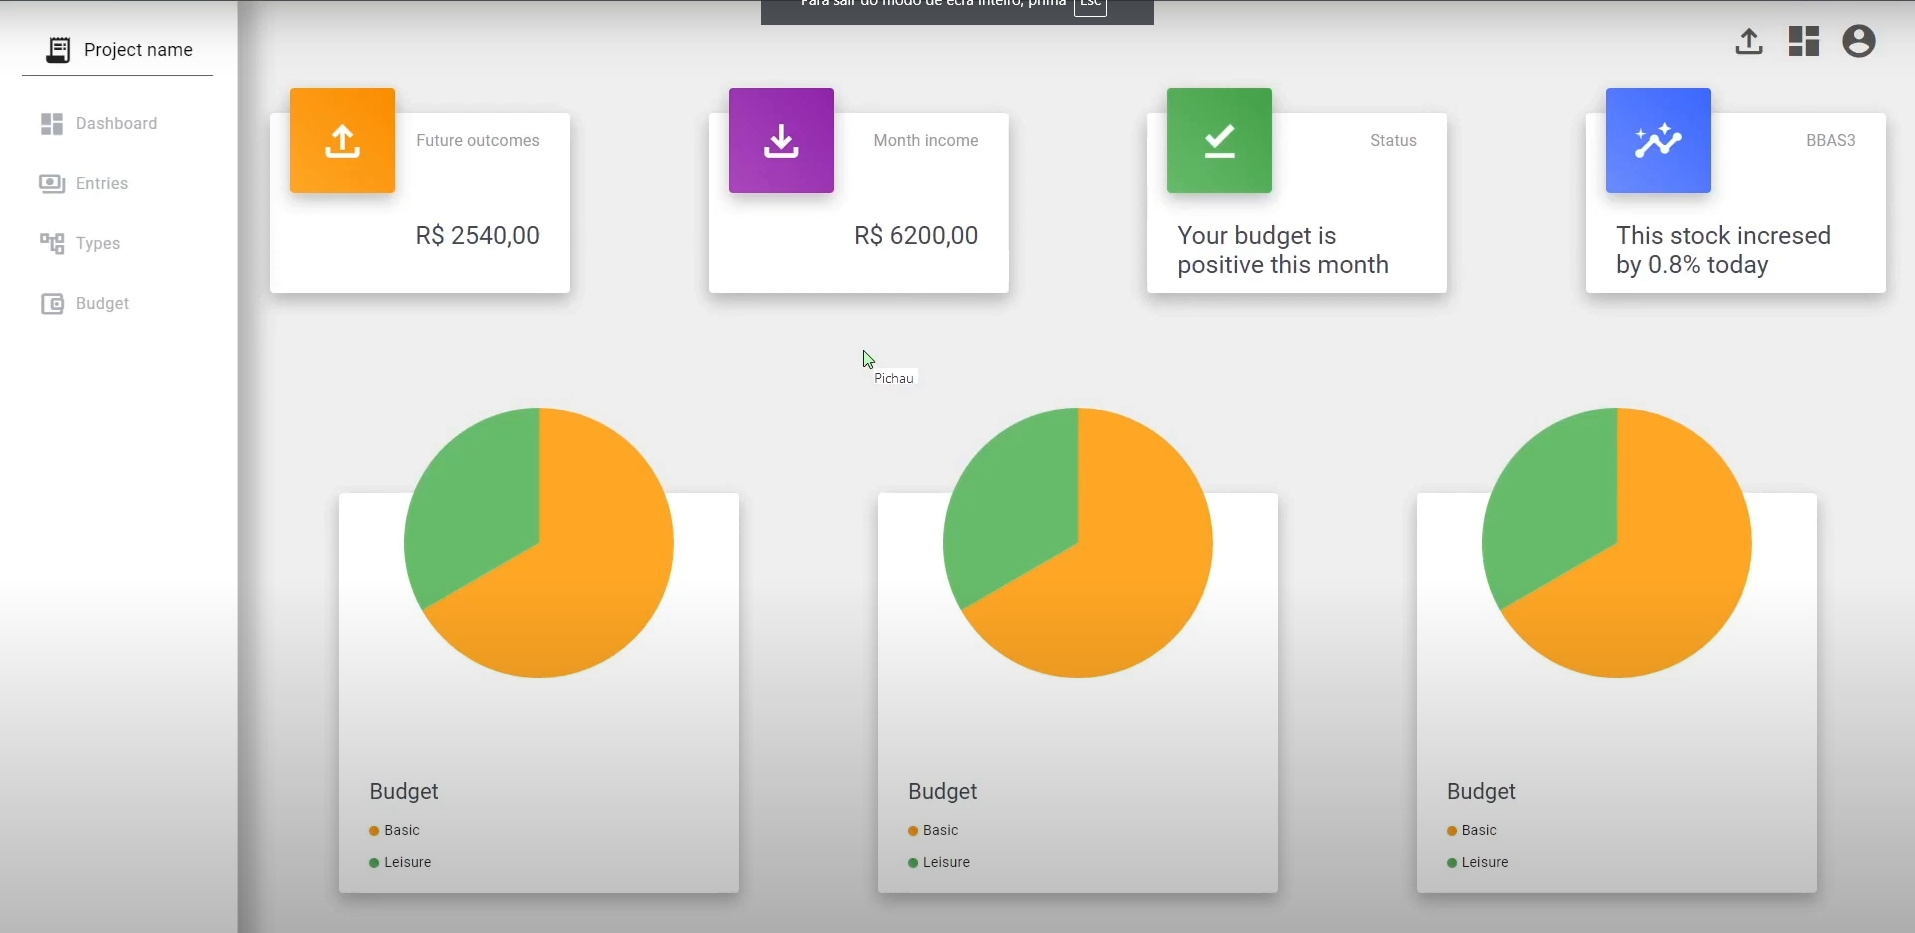 Para sair do modo de ecrã inteiro, prima Esc
Project name
Dashboard
Entries
Types
Budget
Future outcomes
R$ 2540,00
Month income
R$ 6200,00
Status
Your budget is
positive this month
BBAS3
This stock incresed
by 0.8% today
Pichau
Budget
Basic
Leisure
Budget
Basic
Leisure
Budget
Basic
Leisure